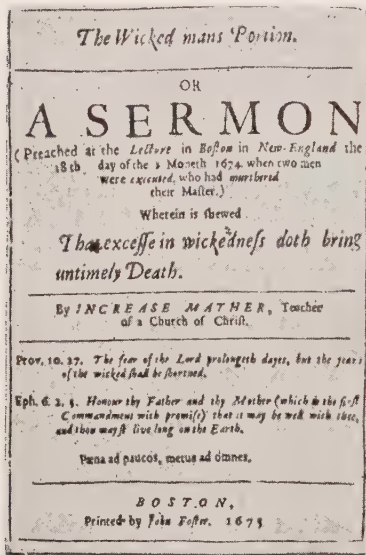 The Wicked mans Portion.
OR
A SERMON
(Preached at the Lecture in Boſton in New-England the
18th day of the 1 Moneth 1674. when two men
were executed, who had murthered
their Maſter.)
Wherein is ſhewed
That exceſſe in wickedneſs doth bring
untimely Death.
By INCREASE MATHER, Teacher
of a Church of Chriſt.
Prov. 10. 27. The fear of the Lord prolongeth dayes, but the years
of the wicked ſhall be ſhortned.
Eph. 6. 2, 3. Honour thy Father and thy Mother (which is the firſt
Commandment with promiſe) that it may be well with thee,
and thou mayſt live long on the Earth.
Pœna ad paucos, metus ad omnes.
BOSTON,
Printed by John Foſter. 1675